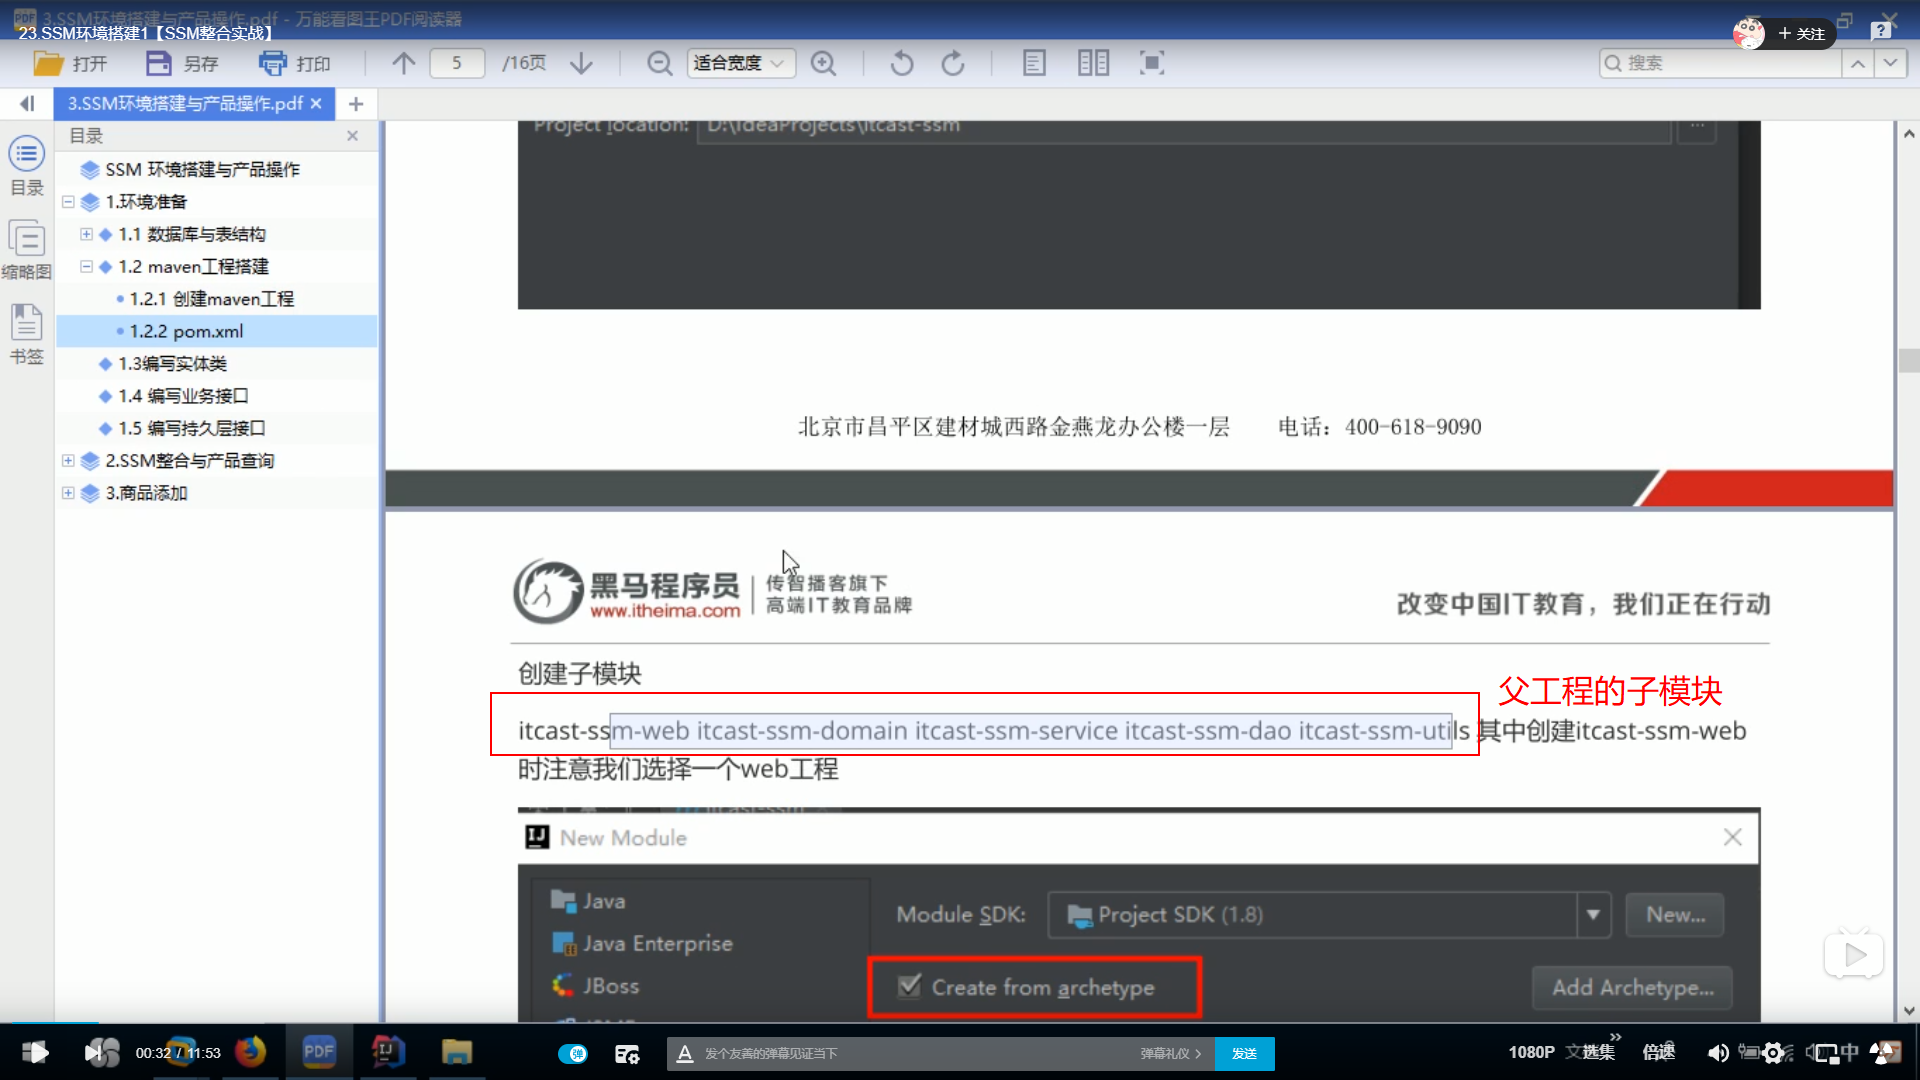 3.SSM环境搭建与产品操作.pdf - 万能看图王PDF阅读器
23.SSM环境搭建1【SSM整合实战】
+ 关注
打开
另存
打印
5
/16页
适合宽度
搜索
3.SSM环境搭建与产品操作.pdf
目录
目录
缩略图
书签
SSM 环境搭建与产品操作
1.环境准备
1.1 数据库与表结构
1.2 maven工程搭建
1.2.1 创建maven工程
1.2.2 pom.xml
1.3编写实体类
1.4 编写业务接口
1.5 编写持久层接口
2.SSM整合与产品查询
3.商品添加
Project location: D:\IdeaProjects\itcast-ssm
北京市昌平区建材城西路金燕龙办公楼一层 电话：400-618-9090
黑马程序员
www.itheima.com
传智播客旗下
高端IT教育品牌
改变中国IT教育，我们正在行动
创建子模块
父工程的子模块
itcast-ssm-web itcast-ssm-domain itcast-ssm-service itcast-ssm-dao itcast-ssm-utils 其中创建itcast-ssm-web
时注意我们选择一个web工程
New Module
Java
Java Enterprise
JBoss
Module SDK:
Project SDK (1.8)
New...
Create from archetype
Add Archetype...
00:32 / 11:53
PDF
弹
发个友善的弹幕见证当下
弹幕礼仪
发送
1080P
选集
倍速
中